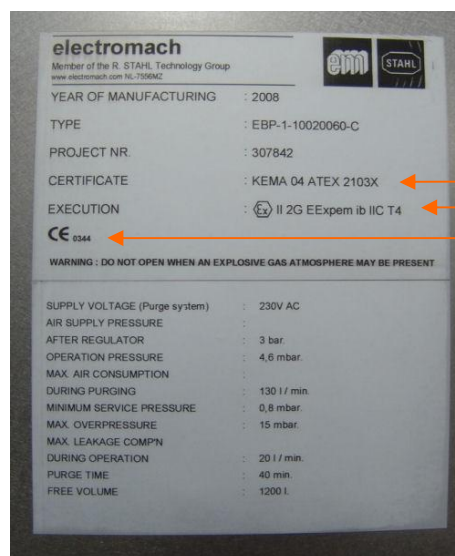 electromach
Member of the R. STAHL Technology Group
www.electromach.com NL-7556MZ
em STAHL
YEAR OF MANUFACTURING : 2008
TYPE : EBP-1-10020060-C
PROJECT NR. : 307842
CERTIFICATE : KEMA 04 ATEX 2103X
EXECUTION : Ex II 2G EExpem ib IIC T4
CE 0344
WARNING : DO NOT OPEN WHEN AN EXPLOSIVE GAS ATMOSPHERE MAY BE PRESENT
SUPPLY VOLTAGE (Purge system) : 230V AC
AIR SUPPLY PRESSURE :
AFTER REGULATOR : 3 bar.
OPERATION PRESSURE : 4,6 mbar.
MAX. AIR CONSUMPTION :
DURING PURGING : 130 l / min.
MINIMUM SERVICE PRESSURE : 0,8 mbar.
MAX. OVERPRESSURE : 15 mbar.
MAX. LEAKAGE COMP'N
DURING OPERATION : 20 l / min.
PURGE TIME : 40 min.
FREE VOLUME : 1200 l.